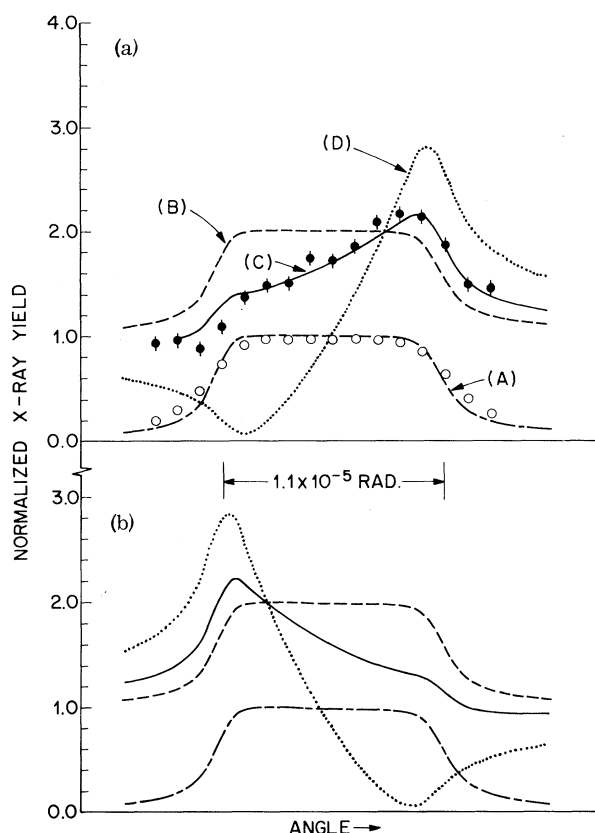 NORMALIZED X-RAY YIELD
4.0
(a)
3.0
(D)
(B)
2.0
(C)
1.0
(A)
0.0
1.1x10⁻⁵ RAD.
3.0
(b)
2.0
1.0
0.0
ANGLE→